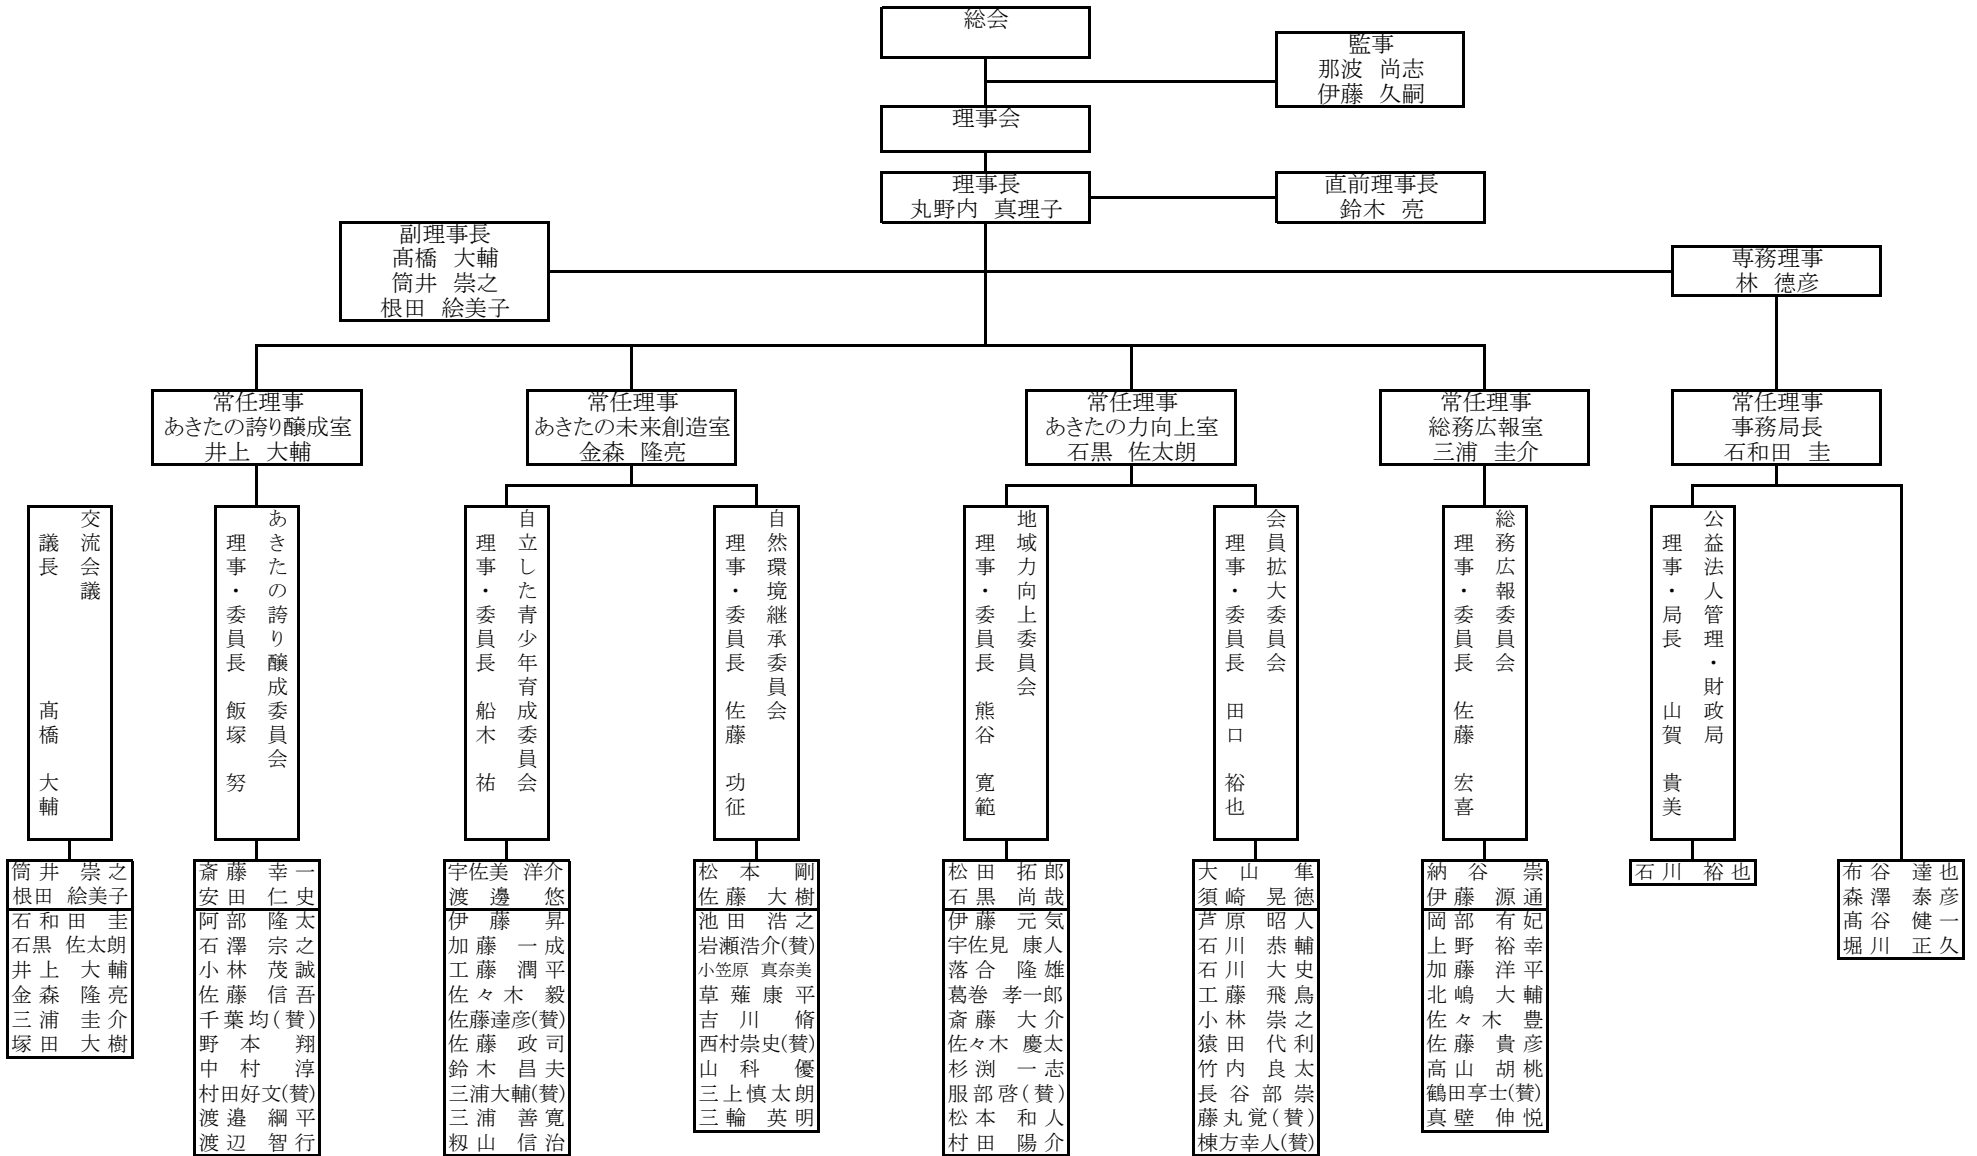 総会
監事
那波 尚志
伊藤 久嗣
理事会
理事長
丸野内 真理子
直前理事長
鈴木 亮
副理事長
髙橋 大輔
筒井 崇之
根田 絵美子
専務理事
林 德彦
常任理事
あきたの誇り醸成室
井上 大輔
常任理事
あきたの未来創造室
金森 隆亮
常任理事
あきたの力向上室
石黒 佐太朗
常任理事
総務広報室
三浦 圭介
常任理事
事務局長
石和田 圭
交流会議
議長 髙橋 大輔
あきたの誇り醸成委員会
理事・委員長 飯塚 努
自立した青少年育成委員会
理事・委員長 船木 祐
自然環境継承委員会
理事・委員長 佐藤 功征
地域力向上委員会
理事・委員長 熊谷 寛範
会員拡大委員会
理事・委員長 田口 裕也
総務広報委員会
理事・委員長 佐藤 宏喜
公益法人管理・財政局
理事・局長 山賀 貴美
筒井 崇之
根田 絵美子
石和田 圭
石黒 佐太朗
井上 大輔
金森 隆亮
三浦 圭介
塚田 大樹
斎藤 幸一
安田 仁史
阿部 隆太
石澤 宗之
小林 茂誠
佐藤 信吾
千葉均(賛)
野本 翔
中村 淳
村田好文(賛)
渡邉 綱平
渡辺 智行
宇佐美 洋介
渡邊 悠
伊藤 昇
加藤 一成
工藤 潤平
佐々木 毅
佐藤達彦(賛)
佐藤 政司
鈴木 昌夫
三浦大輔(賛)
三浦 善寛
籾山 信治
松本 剛
佐藤 大樹
池田 浩之
岩瀬浩介(賛)
小笠原 真奈美
草薙 康平
吉川 脩
西村崇史(賛)
山科 優
三上慎太朗
三輪 英明
松田 拓郎
石黒 尚哉
伊藤 元気
宇佐見 康人
落合 隆雄
葛巻 孝一郎
斎藤 大介
佐々木 慶太
杉渕 一志
服部啓(賛)
松本 和人
村田 陽介
大山 隼
須崎 晃徳
芦原 昭人
石川 恭輔
石川 大史
工藤 飛鳥
小林 崇之
猿田 代利
竹内 良太
長谷部 崇
藤丸覚(賛)
棟方幸人(賛)
納谷 崇
伊藤 源通
岡部 有妃
上野 裕幸
加藤 洋平
北嶋 大輔
佐々木 豊
佐藤 貴彦
高山 胡桃
鶴田享士(賛)
真壁 伸悦
石川 裕也
布谷 達也
森澤 泰彦
髙谷 健一
堀川 正久